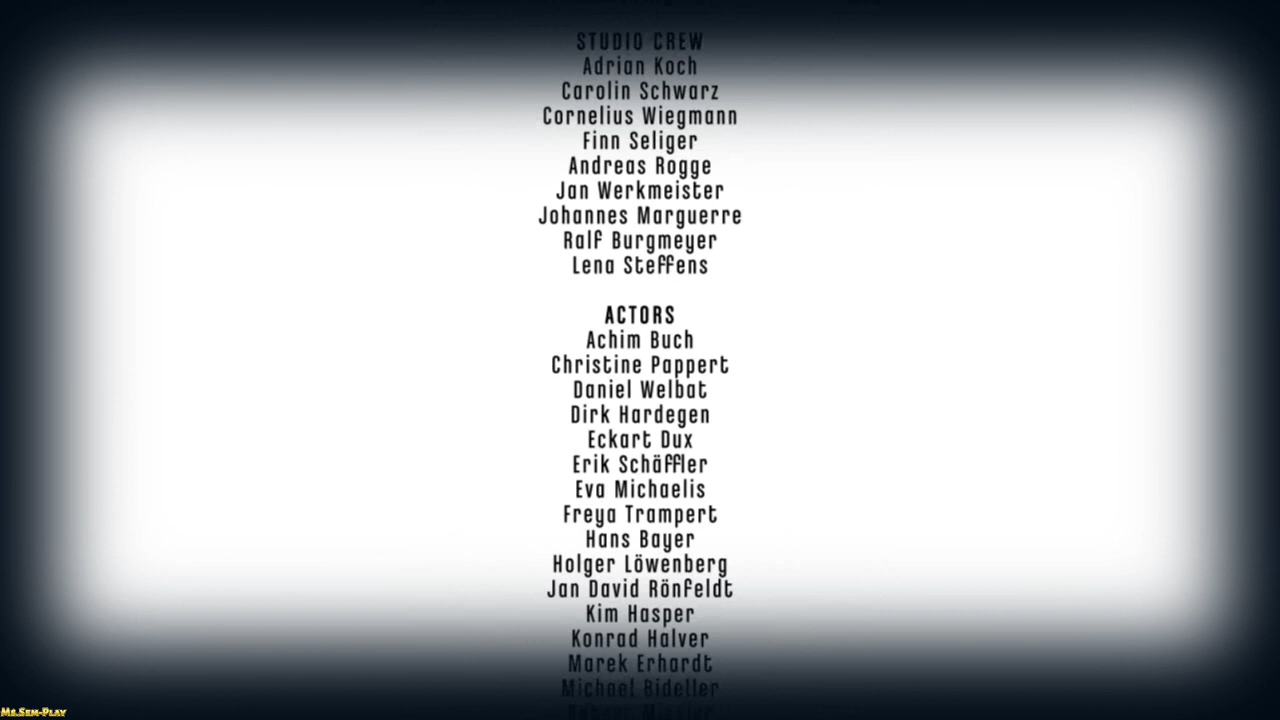 STUDIO CREW
Adrian Koch
Carolin Schwarz
Cornelius Wiegmann
Finn Seliger
Andreas Rogge
Jan Werkmeister
Johannes Marguerre
Ralf Burgmeyer
Lena Steffens
ACTORS
Achim Buch
Christine Pappert
Daniel Welbat
Dirk Hardegen
Eckart Dux
Erik Schäffler
Eva Michaelis
Freya Trampert
Hans Bayer
Holger Löwenberg
Jan David Rönfeldt
Kim Hasper
Konrad Halver
Marek Erhardt
Michael Bideller
Ms.Sem-Play